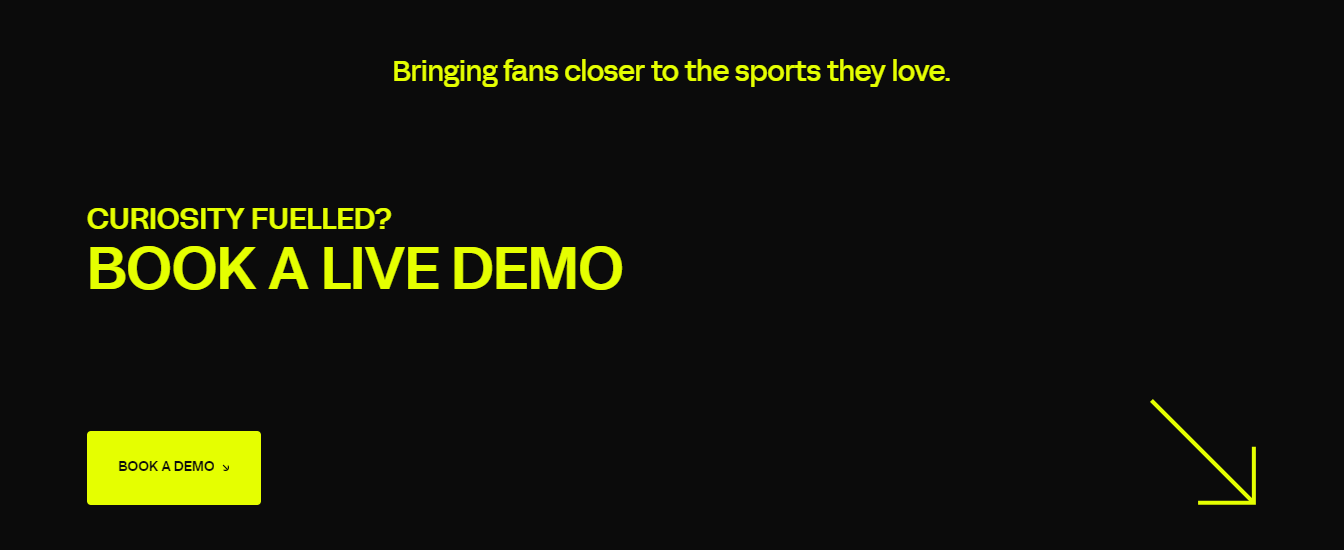 Bringing fans closer to the sports they love.
CURIOSITY FUELLED?
BOOK A LIVE DEMO
BOOK A DEMO